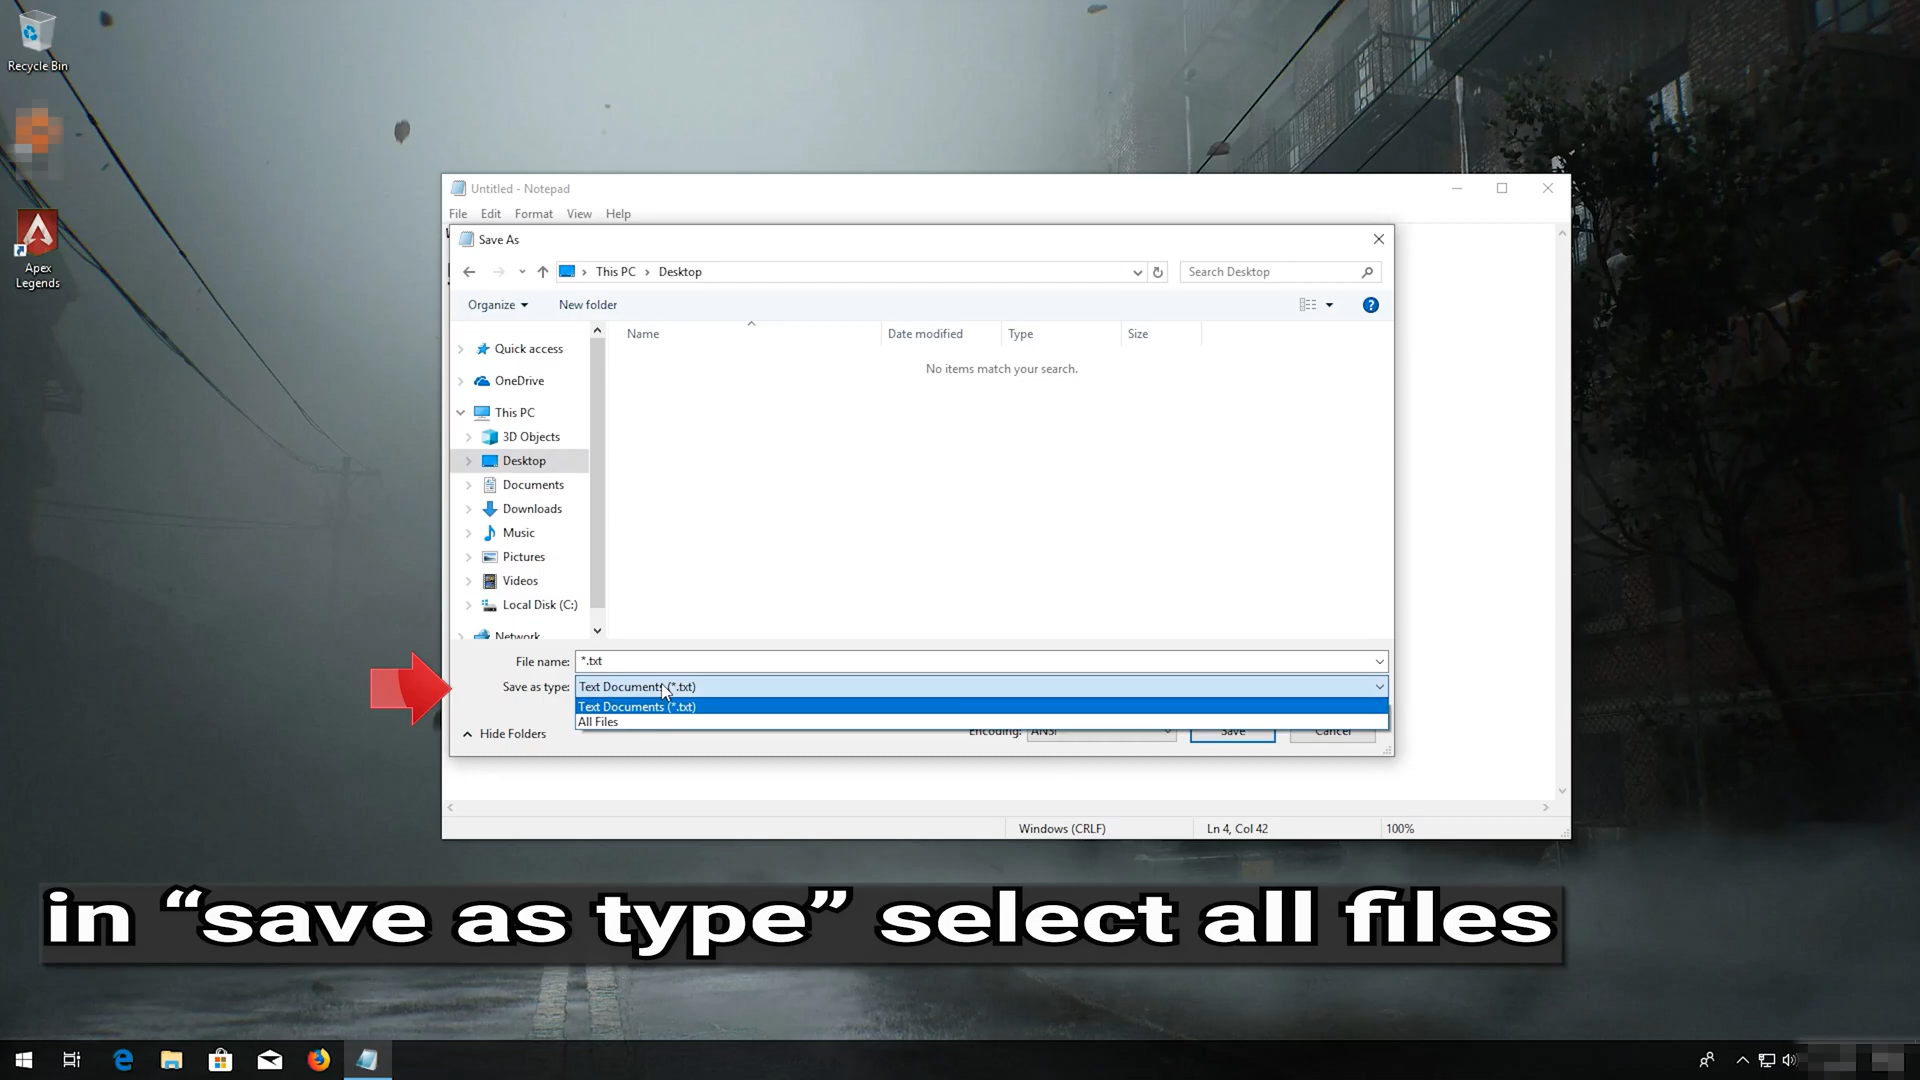 Recycle Bin
Apex
Legends
Untitled - Notepad
File Edit Format View Help
Save As
This PC > Desktop
Search Desktop
Organize
New folder
Name
Date modified
Type
Size
No items match your search.
Quick access
OneDrive
This PC
3D Objects
Desktop
Documents
Downloads
Music
Pictures
Videos
Local Disk (C:)
Network
File name: *.txt
Save as type: Text Documents (*.txt)
Text Documents (*.txt)
All Files
Hide Folders
Encoding: ANSI
Save
Cancel
Windows (CRLF)
Ln 4, Col 42
100%
in “save as type” select all files